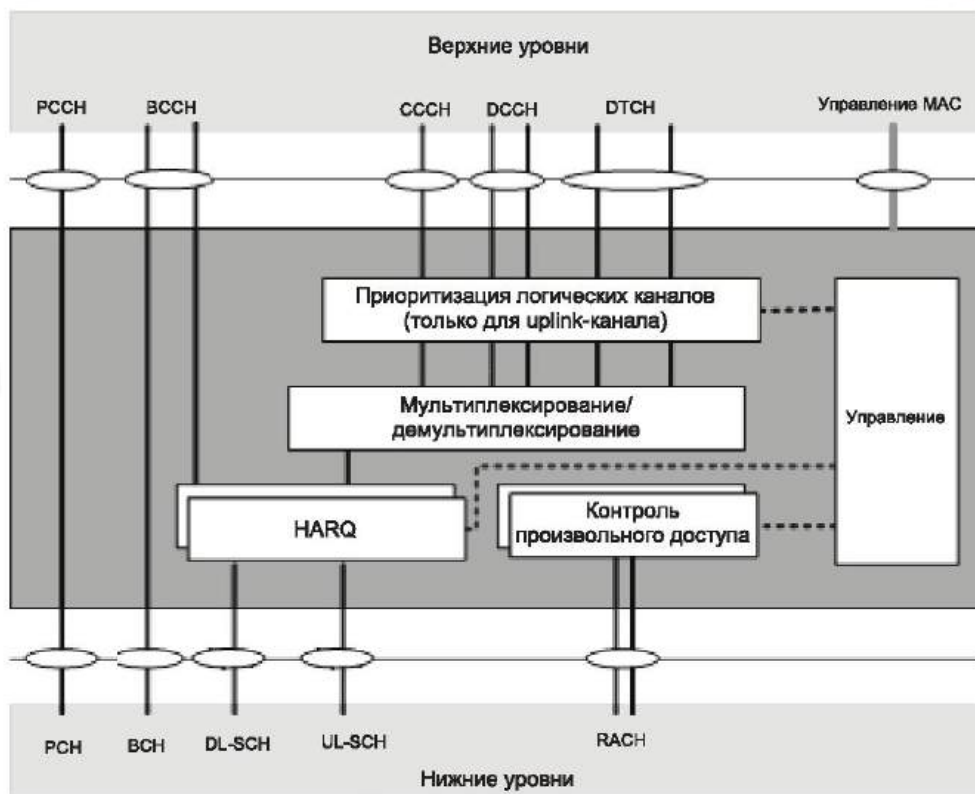 Верхние уровни
PCCH BCCH CCCH DCCH DTCH Управление MAC
Приоритизация логических каналов
(только для uplink-канала)
Мультиплексирование/
демультиплексирование
Управление
HARQ
Контроль
произвольного доступа
PCH BCH DL-SCH UL-SCH RACH
Нижние уровни